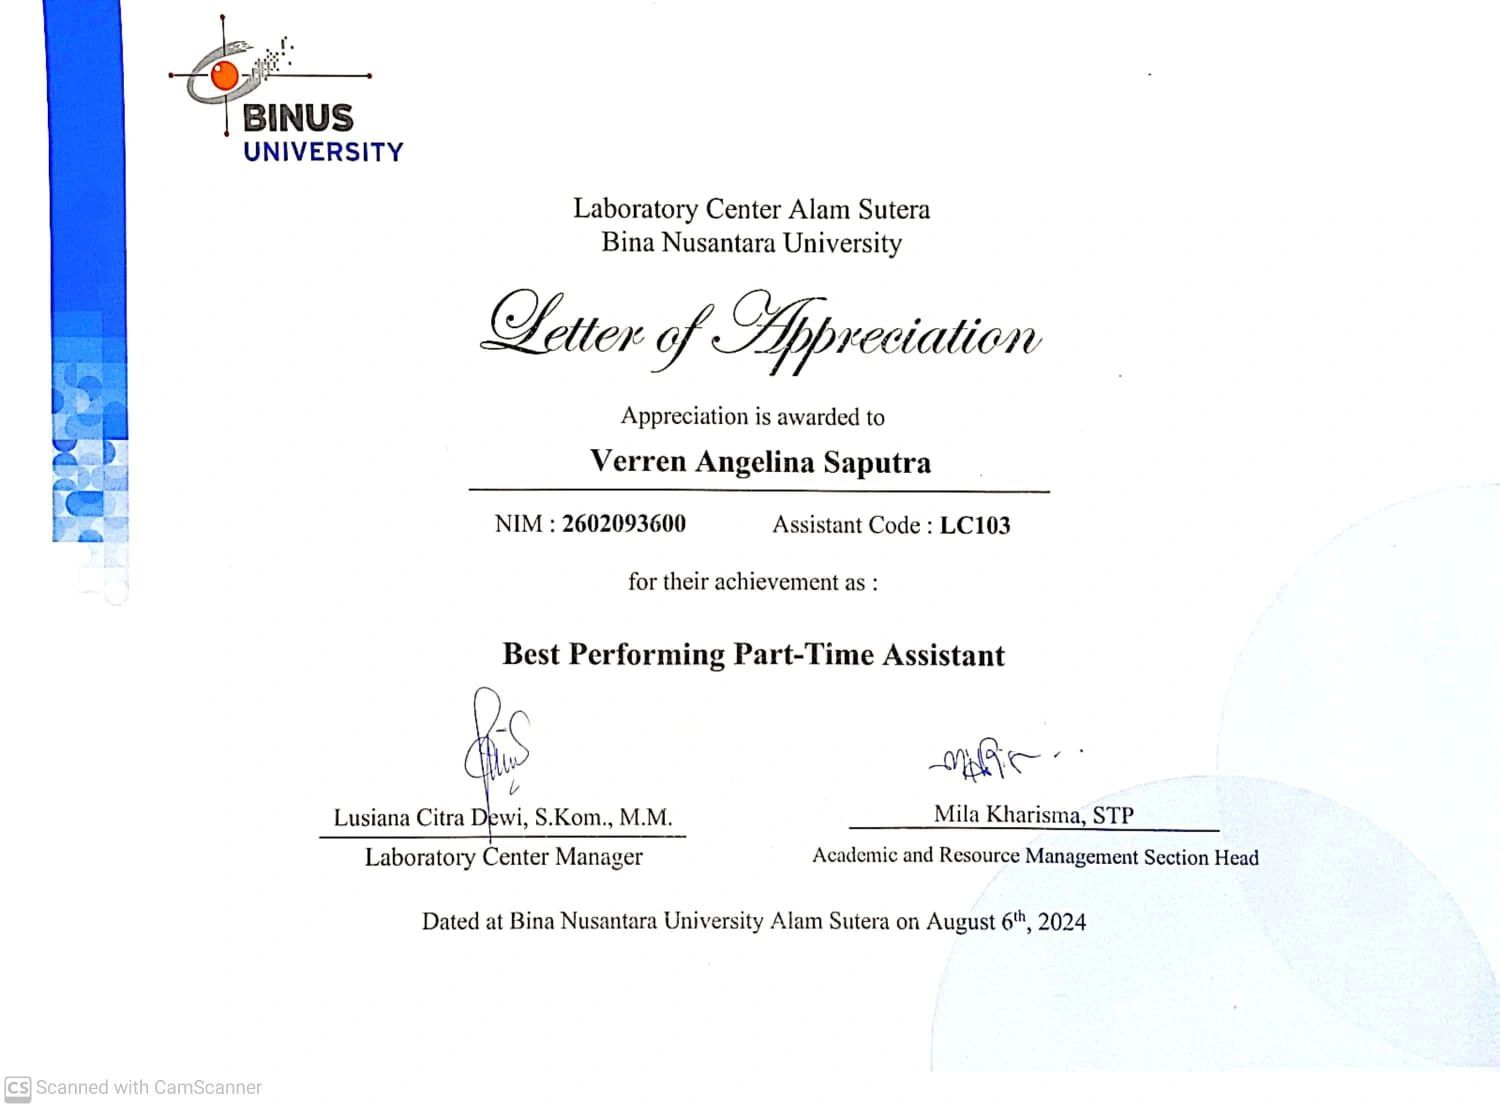 BINUS
UNIVERSITY
Laboratory Center Alam Sutera
Bina Nusantara University
Letter of Appreciation
Appreciation is awarded to
Verren Angelina Saputra
NIM : 2602093600 Assistant Code : LC103
for their achievement as :
Best Performing Part-Time Assistant
Lusiana Citra Dewi, S.Kom., M.M.
Laboratory Center Manager
Mila Kharisma, STP
Academic and Resource Management Section Head
Dated at Bina Nusantara University Alam Sutera on August 6th, 2024
CS Scanned with CamScanner